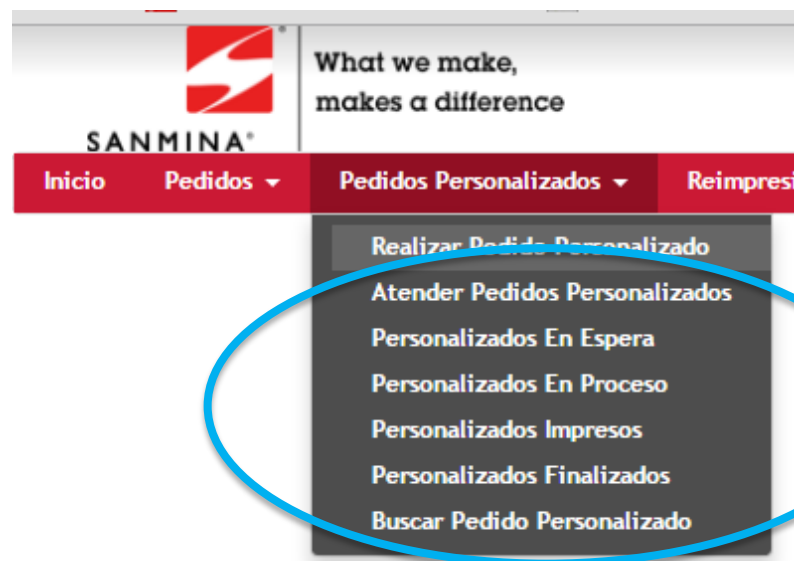 What we make,
makes a difference
SANMINA®
Inicio Pedidos Pedidos Personalizados
Realizar Pedido Personalizado
Atender Pedidos Personalizados
Personalizados En Espera
Personalizados En Proceso
Personalizados Impresos
Personalizados Finalizados
Buscar Pedido Personalizado